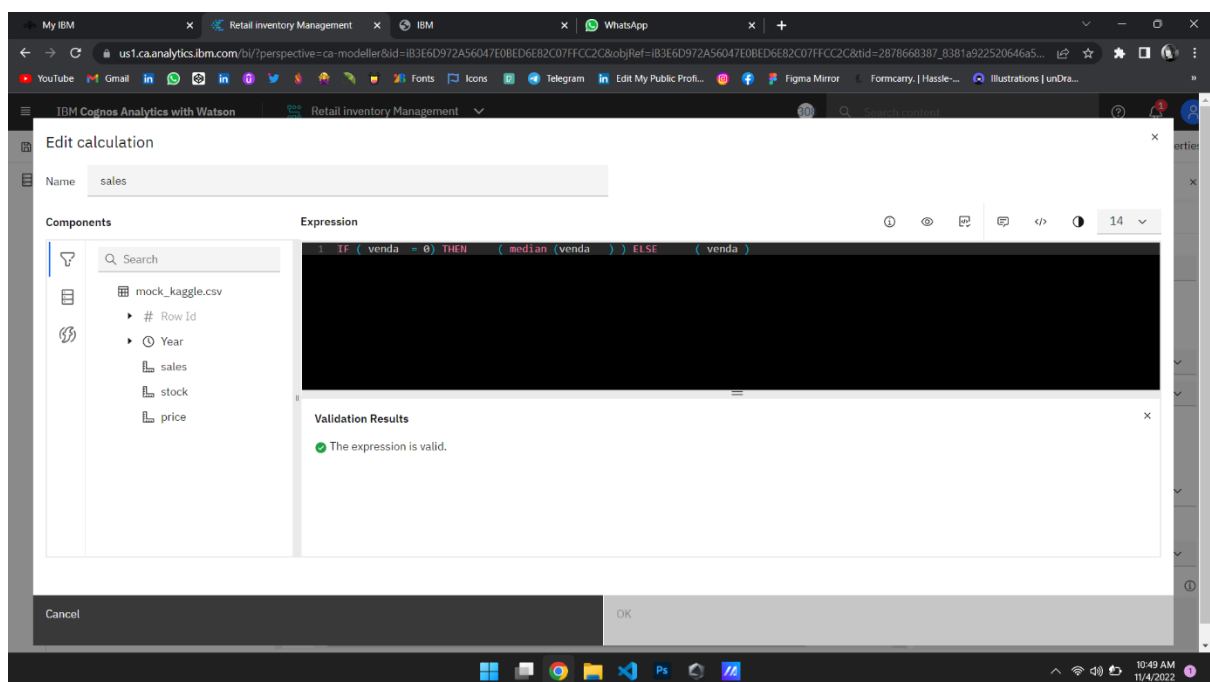 My IBM
Retail inventory Management
IBM
WhatsApp
us1.ca.analytics.ibm.com/bi/?perspective=ca-modeller&id=iB3E6D972A56047E0BED6E82C07FFCC2C&objRef=iB3E6D972A56047E0BED6E82C07FFCC2C&tid=2878668387_8381a922520646a5...
YouTube Gmail Fonts Icons Telegram Edit My Public Profi... Figma Mirror Formcarry. | Hassle-... Illustrations | unDra... »
IBM Cognos Analytics with Watson Retail inventory Management Search content
Edit calculation
erties
Name sales
Components Expression 14
1 IF ( venda = 0) THEN ( median (venda ) ) ELSE ( venda )
Search
mock_kaggle.csv
# Row Id
Year
sales
stock
price
Validation Results
The expression is valid.
Cancel OK
10:49 AM
11/4/2022
1